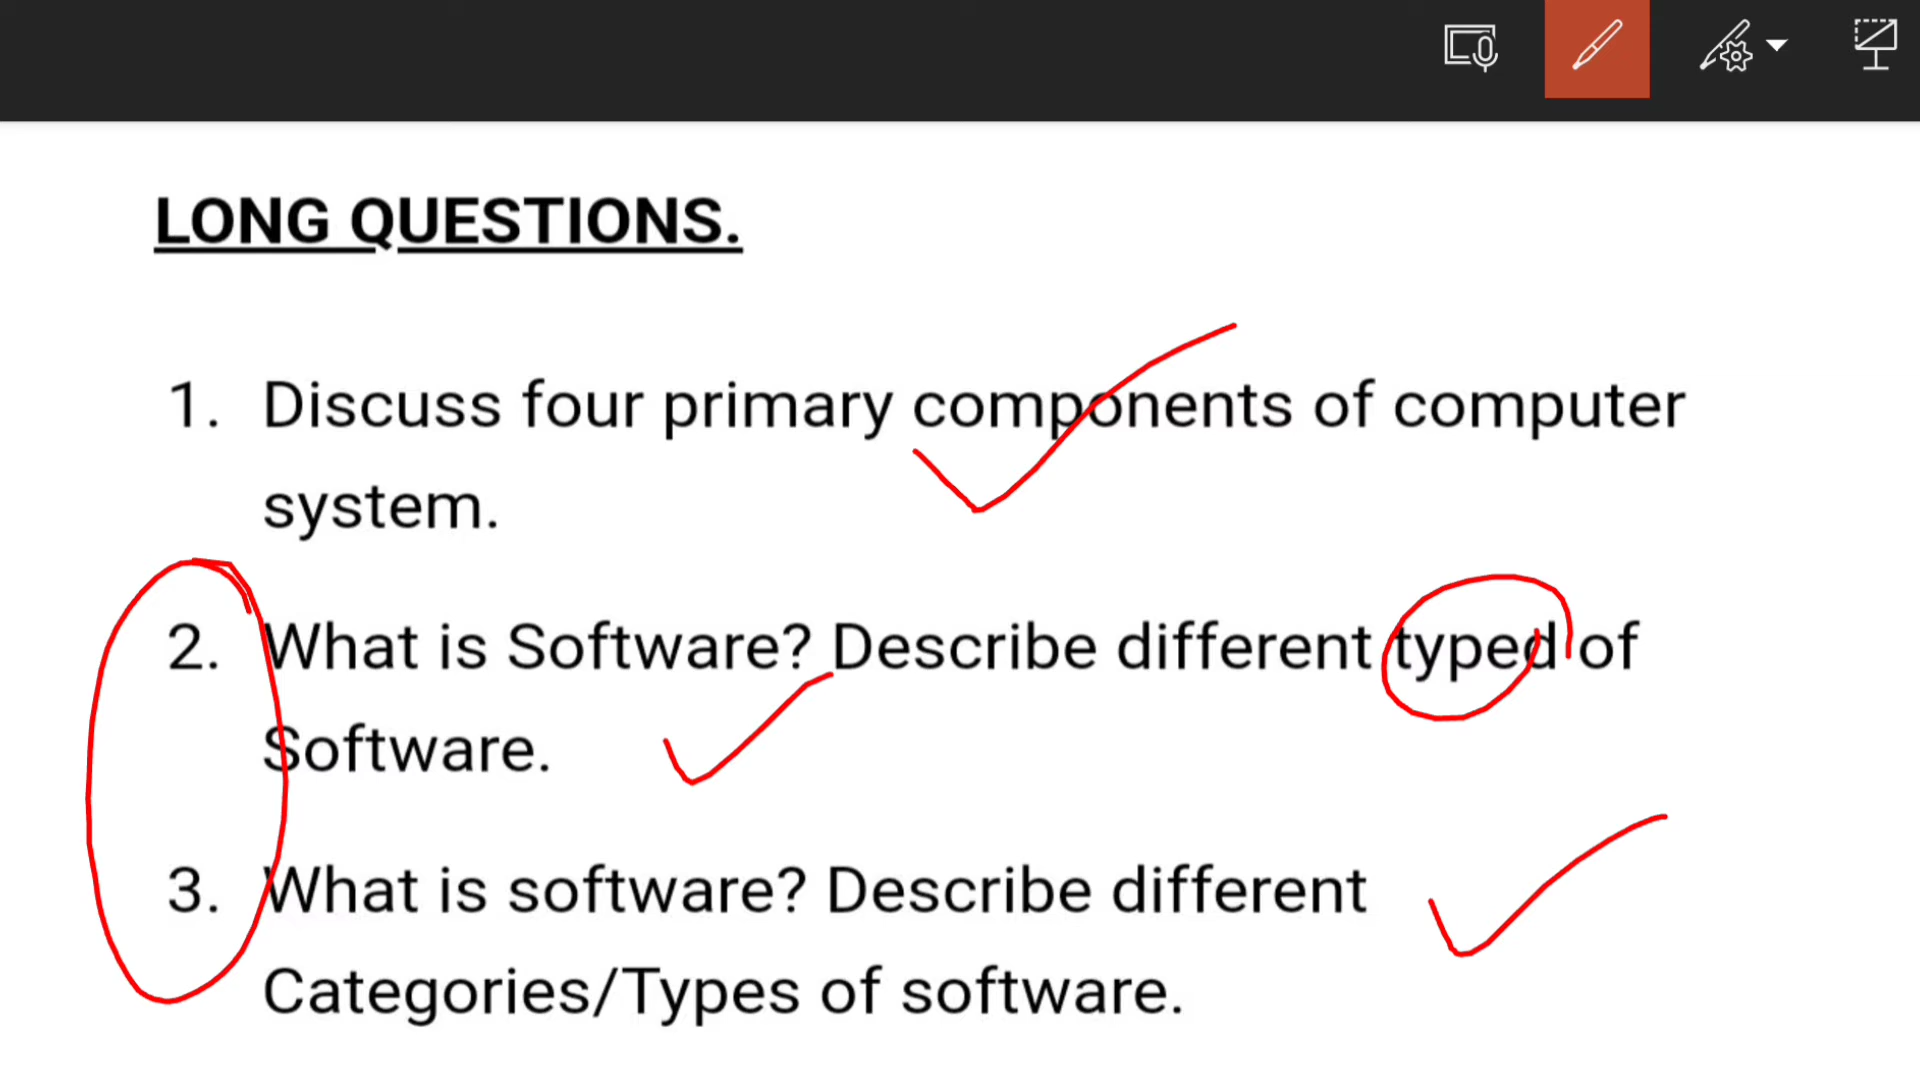 LONG QUESTIONS.
1. Discuss four primary components of computer
system.
2. What is Software? Describe different typed of
Software.
3. What is software? Describe different
Categories/Types of software.